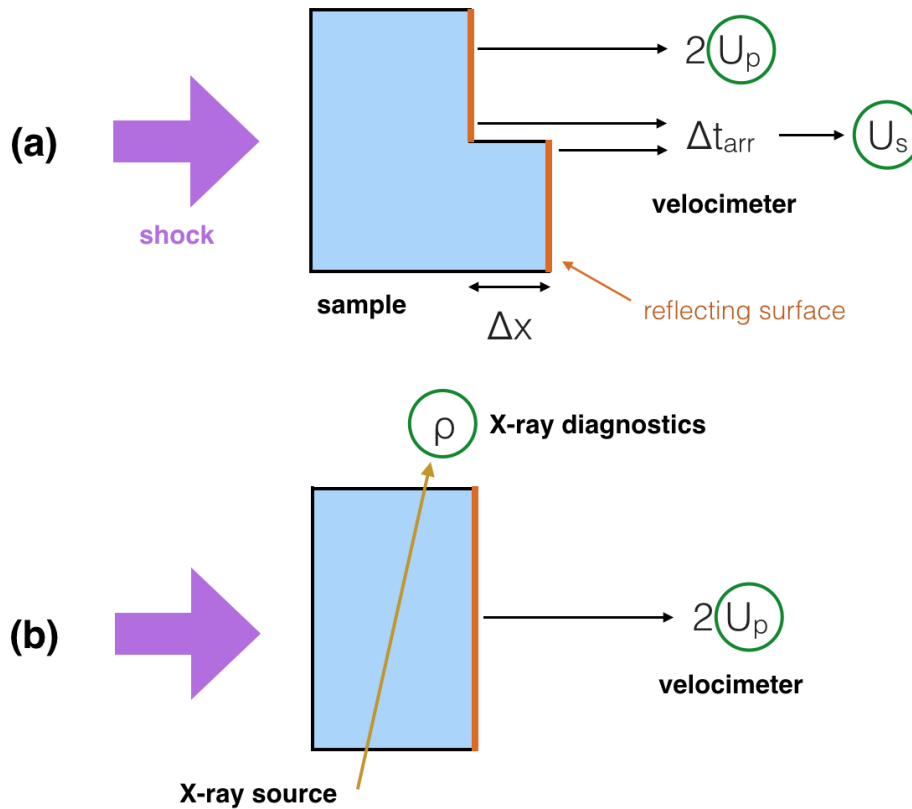 2Up
(a)
Δtarr
Us
velocimeter
shock
sample
Δx
reflecting surface
ρ
X-ray diagnostics
(b)
2Up
velocimeter
X-ray source